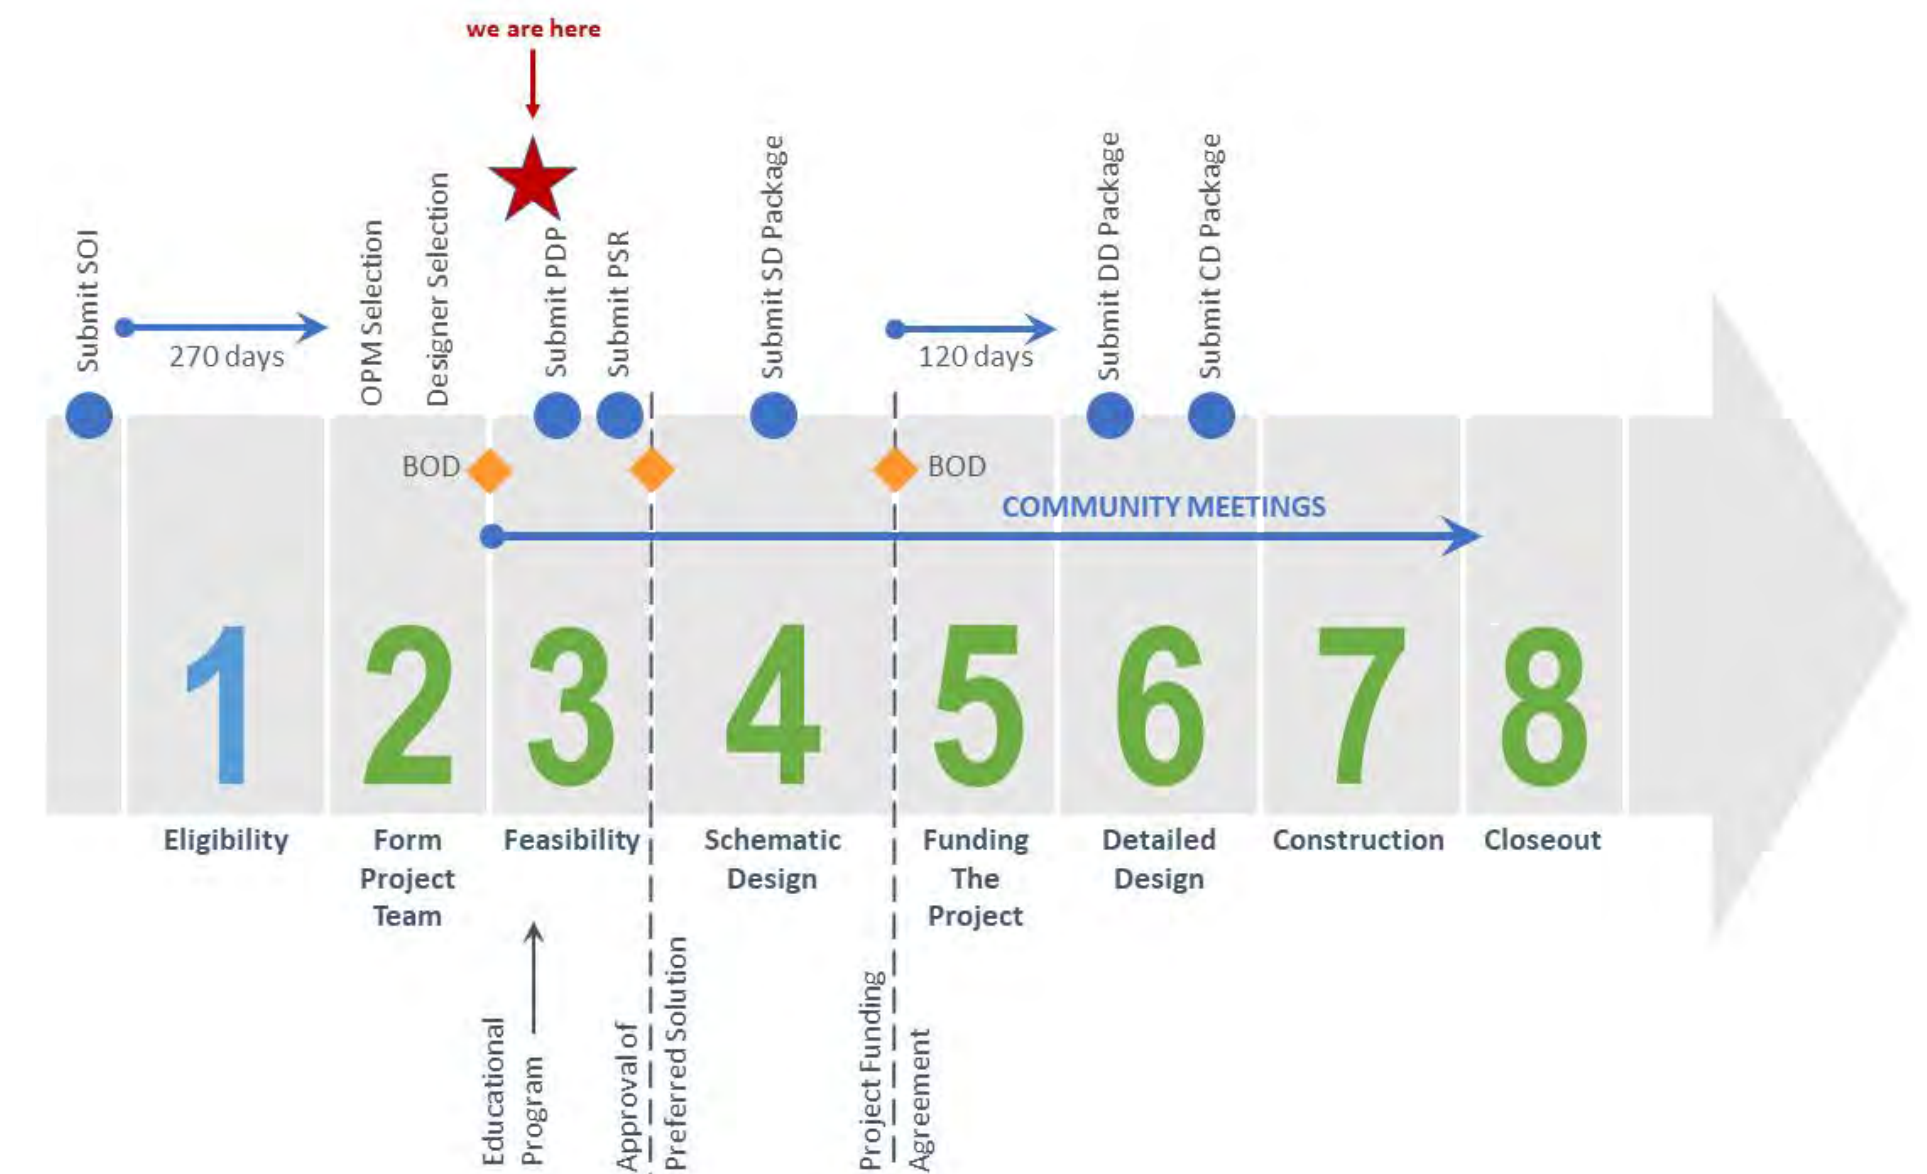 we are here
Submit SOI
270 days
OPM Selection
Designer Selection
Submit PDP
Submit PSR
Submit SD Package
120 days
Submit DD Package
Submit CD Package
BOD
BOD
COMMUNITY MEETINGS
1
2
3
4
5
6
7
8
Eligibility
Form
Project
Team
Feasibility
Schematic
Design
Funding
The
Project
Detailed
Design
Construction
Closeout
Educational
Program
Approval of
Preferred Solution
Project Funding
Agreement